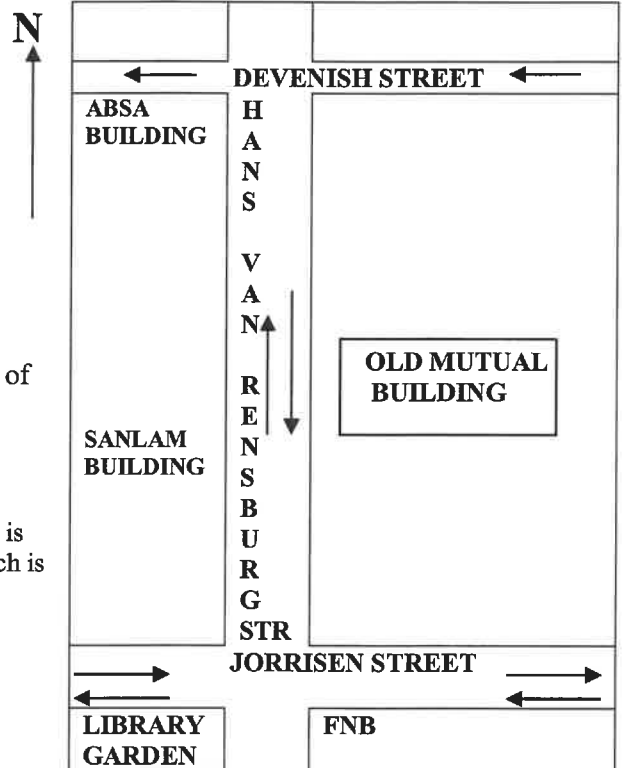 N
DEVENISH STREET
ABSA
BUILDING
H
A
N
S
V
A
N
R
E
N
S
B
U
R
G
STR
of
OLD MUTUAL
BUILDING
SANLAM
BUILDING
is
ch is
JORRISEN STREET
LIBRARY
GARDEN
FNB